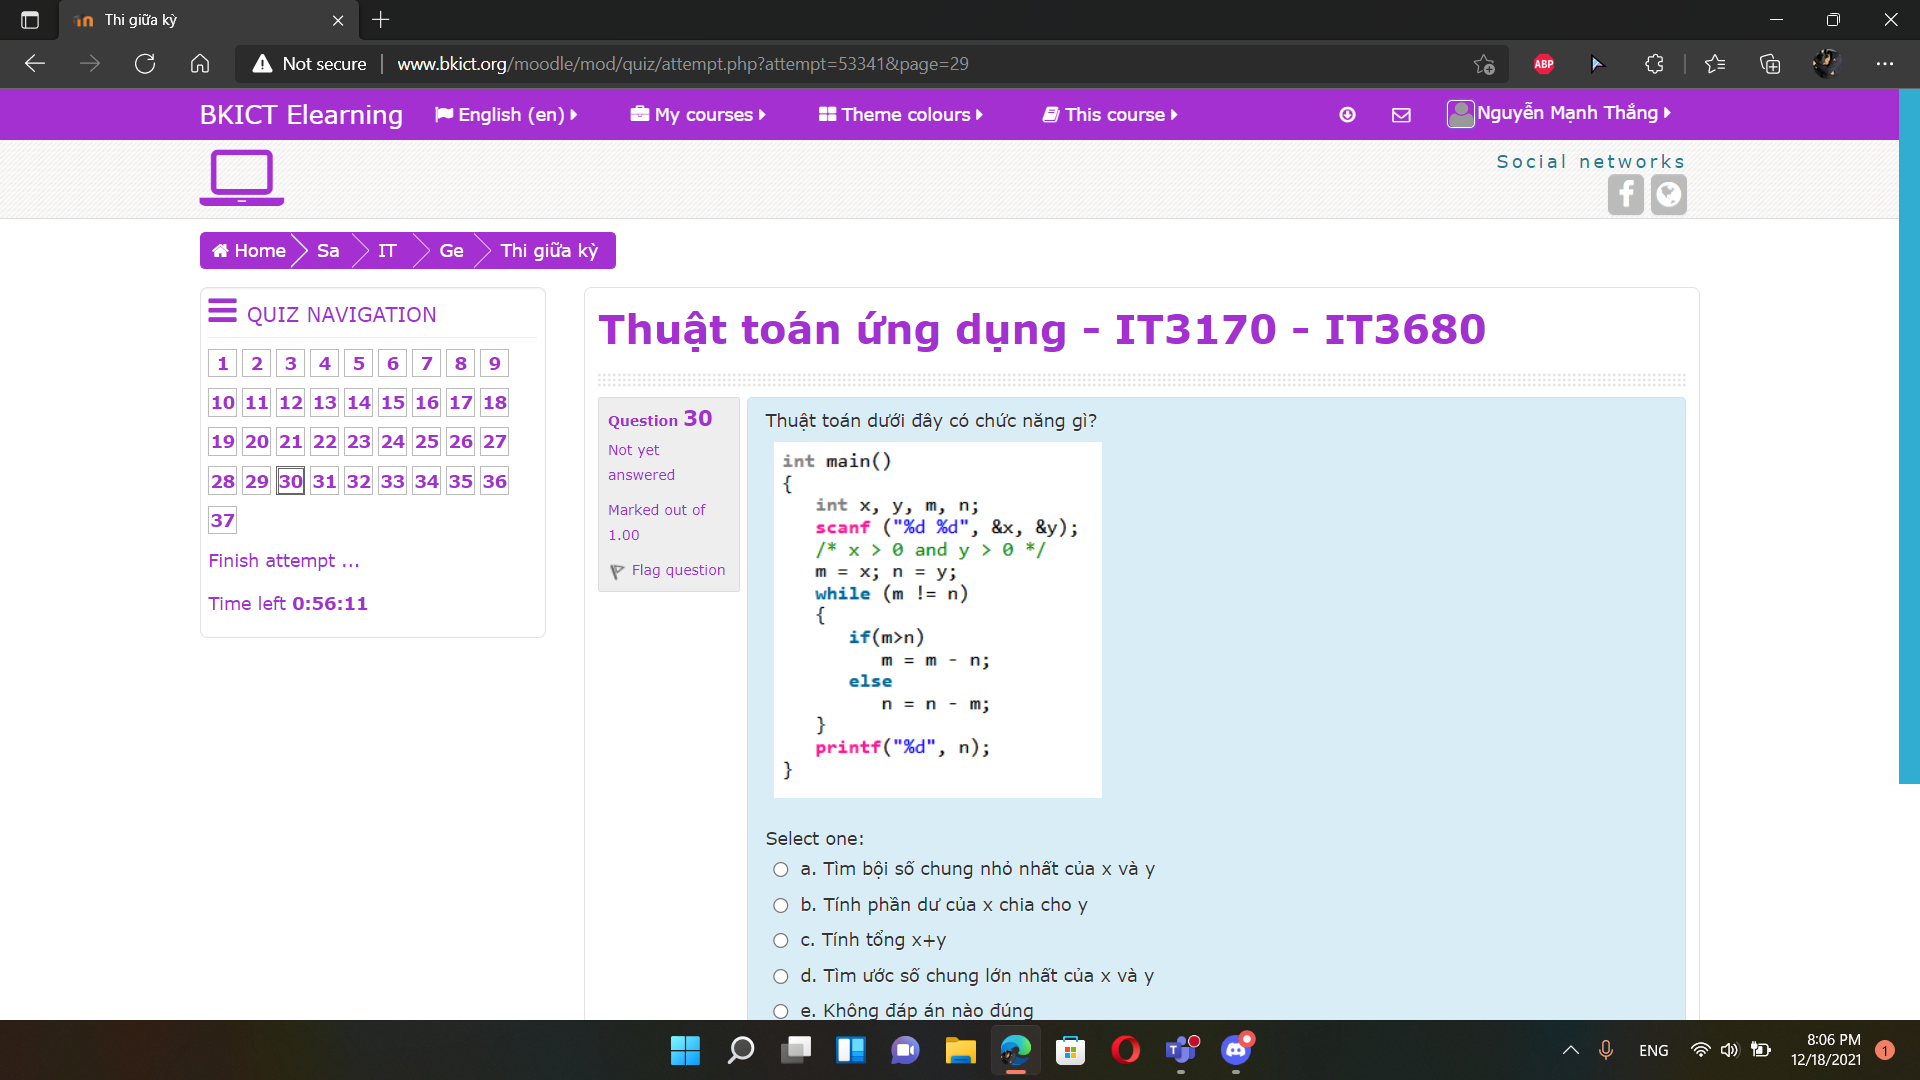 Thi giữa kỳ
Not secure
www.bkict.org/moodle/mod/quiz/attempt.php?attempt=53341&page=29
ABP
BKICT Elearning
English (en)
My courses
Theme colours
This course
Nguyễn Mạnh Thắng
Social networks
Home
Sa
IT
Ge
Thi giữa kỳ
QUIZ NAVIGATION
1 2 3 4 5 6 7 8 9
10 11 12 13 14 15 16 17 18
19 20 21 22 23 24 25 26 27
28 29 30 31 32 33 34 35 36
37
Finish attempt ...
Time left 0:56:11
Thuật toán ứng dụng - IT3170 - IT3680
Question 30
Not yet
answered
Marked out of
1.00
Flag question
Thuật toán dưới đây có chức năng gì?
int main()
{
int x, y, m, n;
scanf ("%d %d", &x, &y);
/* x > 0 and y > 0 */
m = x; n = y;
while (m != n)
{
if(m>n)
m = m - n;
else
n = n - m;
}
printf("%d", n);
}
Select one:
a. Tìm bội số chung nhỏ nhất của x và y
b. Tính phần dư của x chia cho y
c. Tính tổng x+y
d. Tìm ước số chung lớn nhất của x và y
e. Không đáp án nào đúng
ENG
8:06 PM
12/18/2021
1